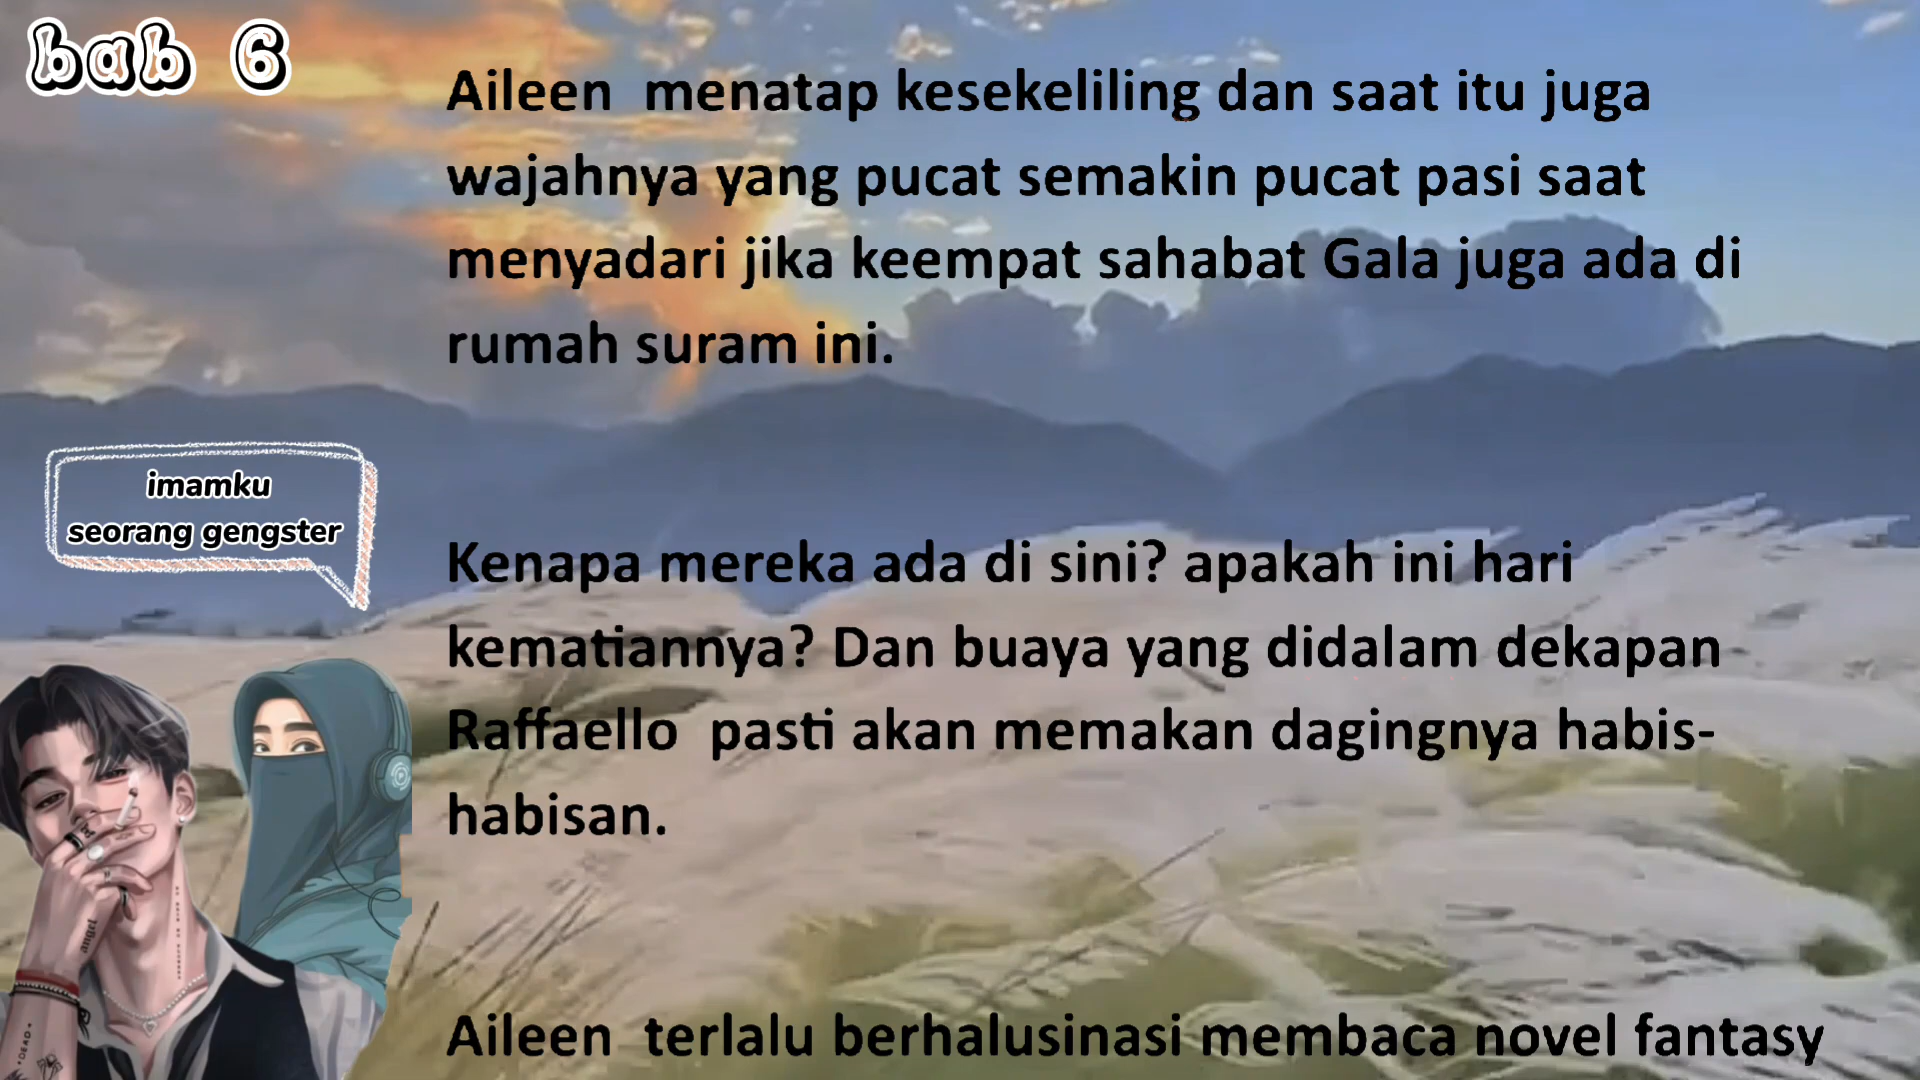 bab 6
Aileen menatap kesekeliling dan saat itu juga
wajahnya yang pucat semakin pucat pasi saat
menyadari jika keempat sahabat Gala juga ada di
rumah suram ini.
imamku
seorang gengster
Kenapa mereka ada di sini? apakah ini hari
kematiannya? Dan buaya yang didalam dekapan
Raffaello pasti akan memakan dagingnya habis-
habisan.
Aileen terlalu berhalusinasi membaca novel fantasy
angel
DEAD